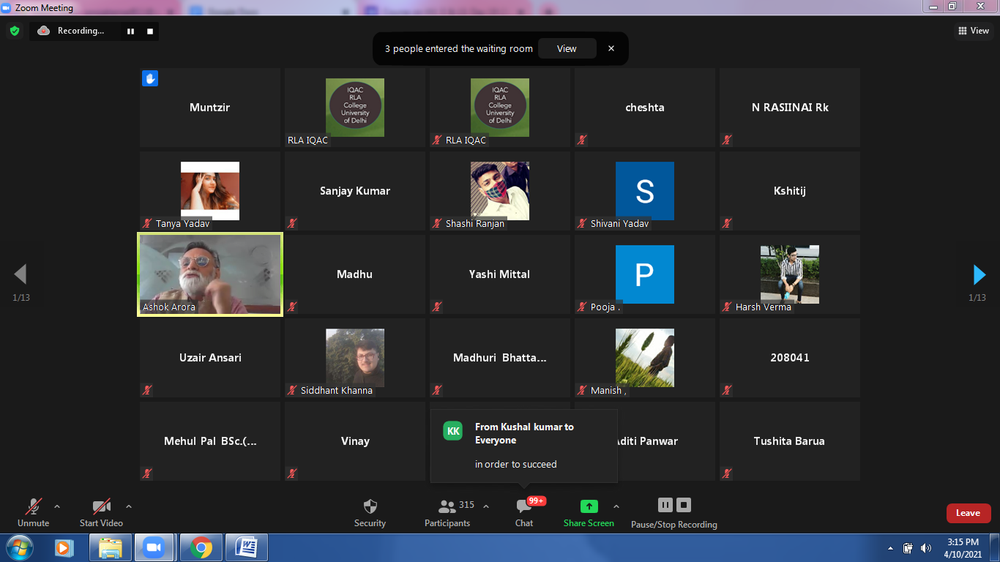 Zoom Meeting
Recording...
View
3 people entered the waiting room View
Muntzir
IQAC
RLA
College
University
of Delhi
RLA IQAC
IQAC
RLA
College
University
of Delhi
RLA IQAC
cheshta
N RASIINAI Rk
Tanya Yadav
Sanjay Kumar
Shashi Ranjan
S
Shivani Yadav
Kshitij
Ashok Arora
Madhu
Yashi Mittal
P
Pooja .
Harsh Verma
1/13
1/13
Uzair Ansari
Siddhant Khanna
Madhuri Bhatta...
Manish ,
208041
Mehul Pal BSc.(...
Vinay
KK
From Kushal kumar to
Everyone
in order to succeed
Aditi Panwar
Tushita Barua
Unmute
Start Video
Security
315
Participants
99+
Chat
Share Screen
Pause/Stop Recording
Leave
3:15 PM
4/10/2021